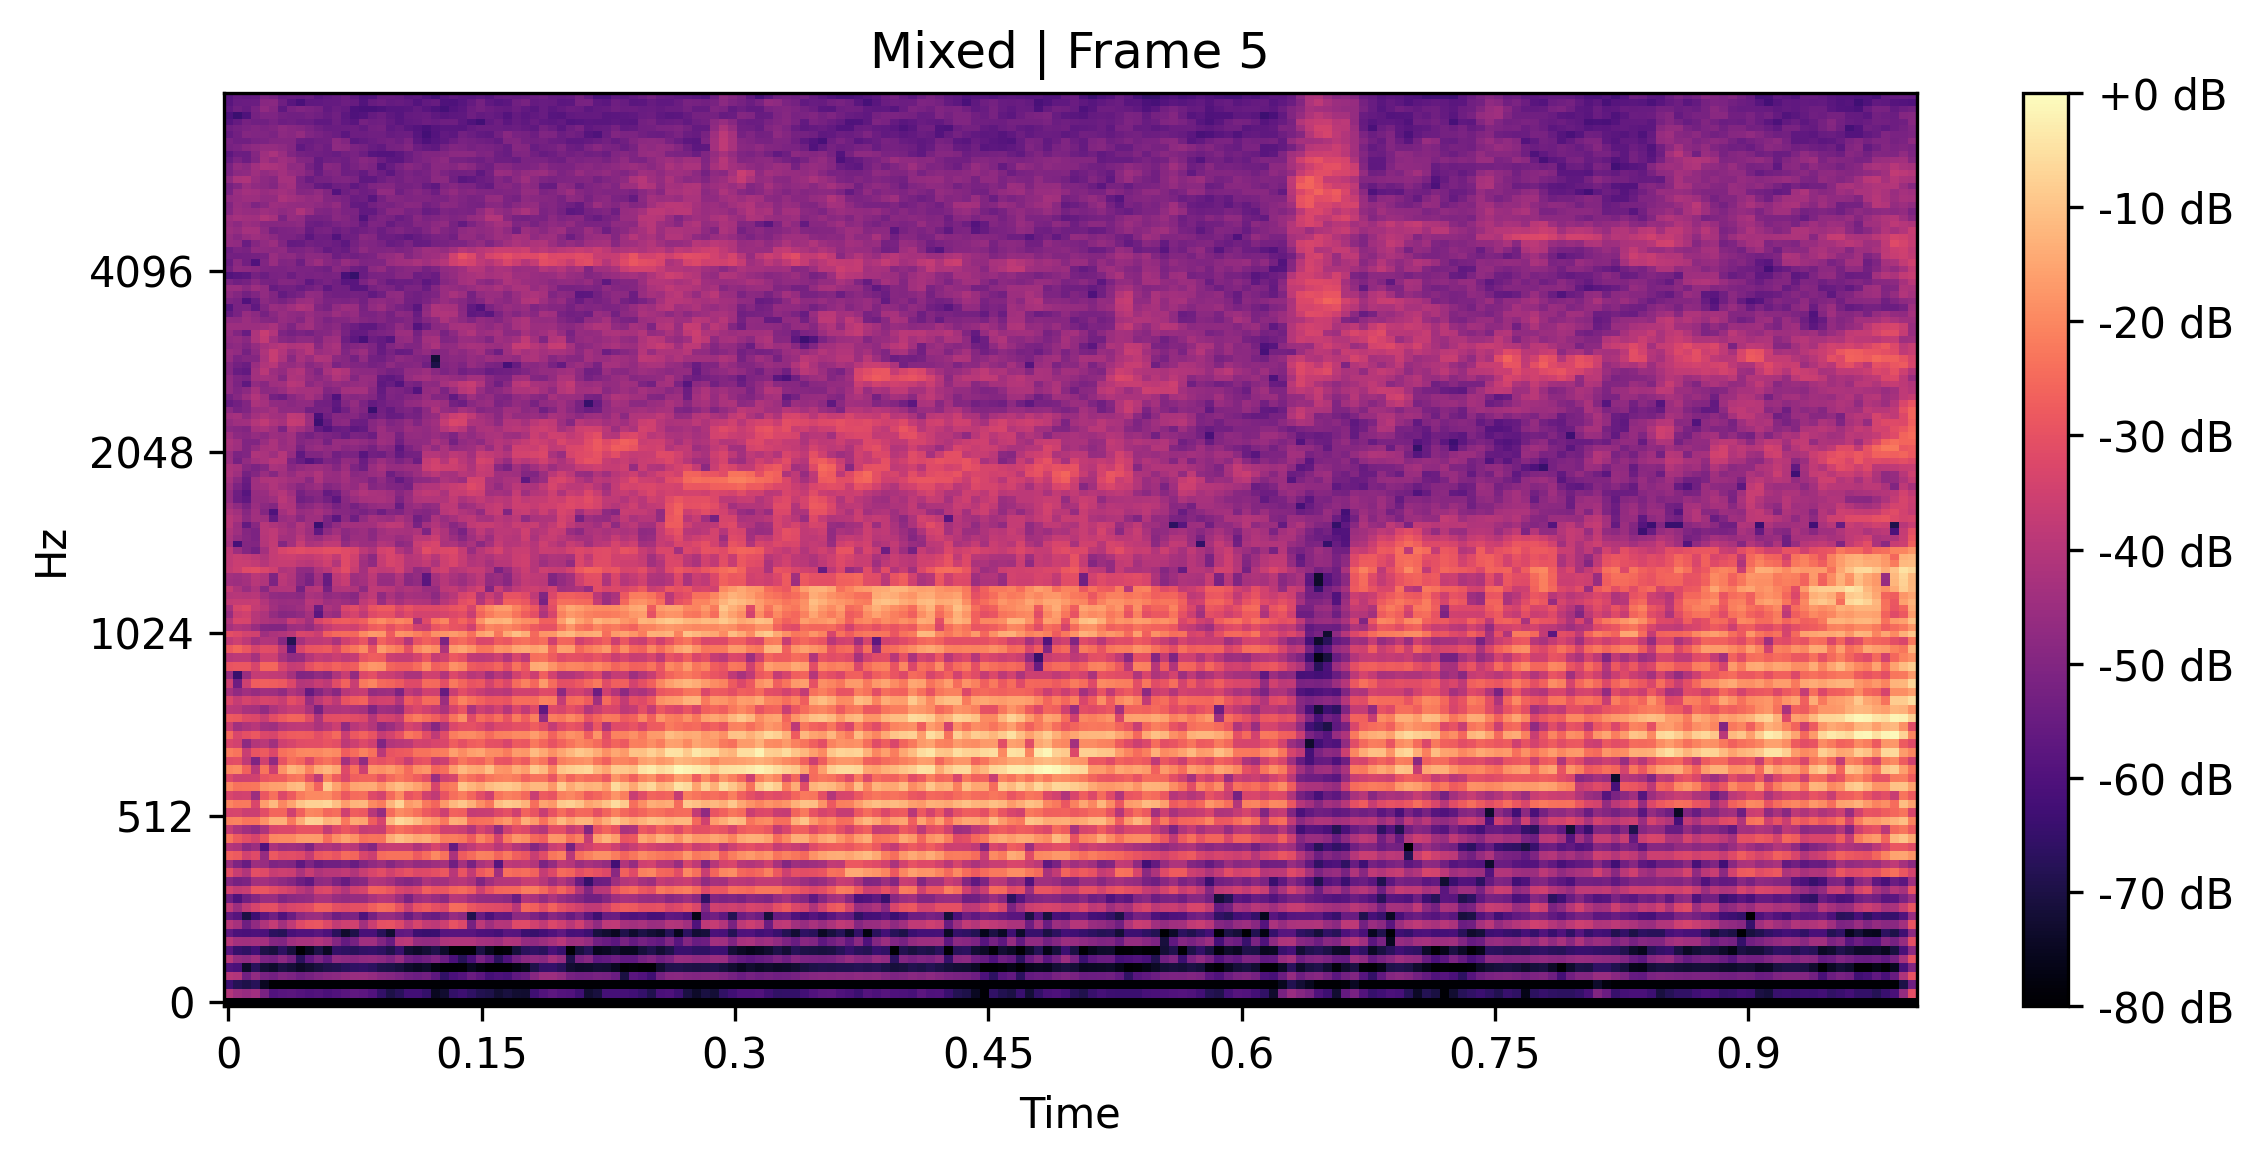 Mixed | Frame 5
Hz
4096
2048
1024
512
0
0 0.15 0.3 0.45 0.6 0.75 0.9
Time
+0 dB
-10 dB
-20 dB
-30 dB
-40 dB
-50 dB
-60 dB
-70 dB
-80 dB